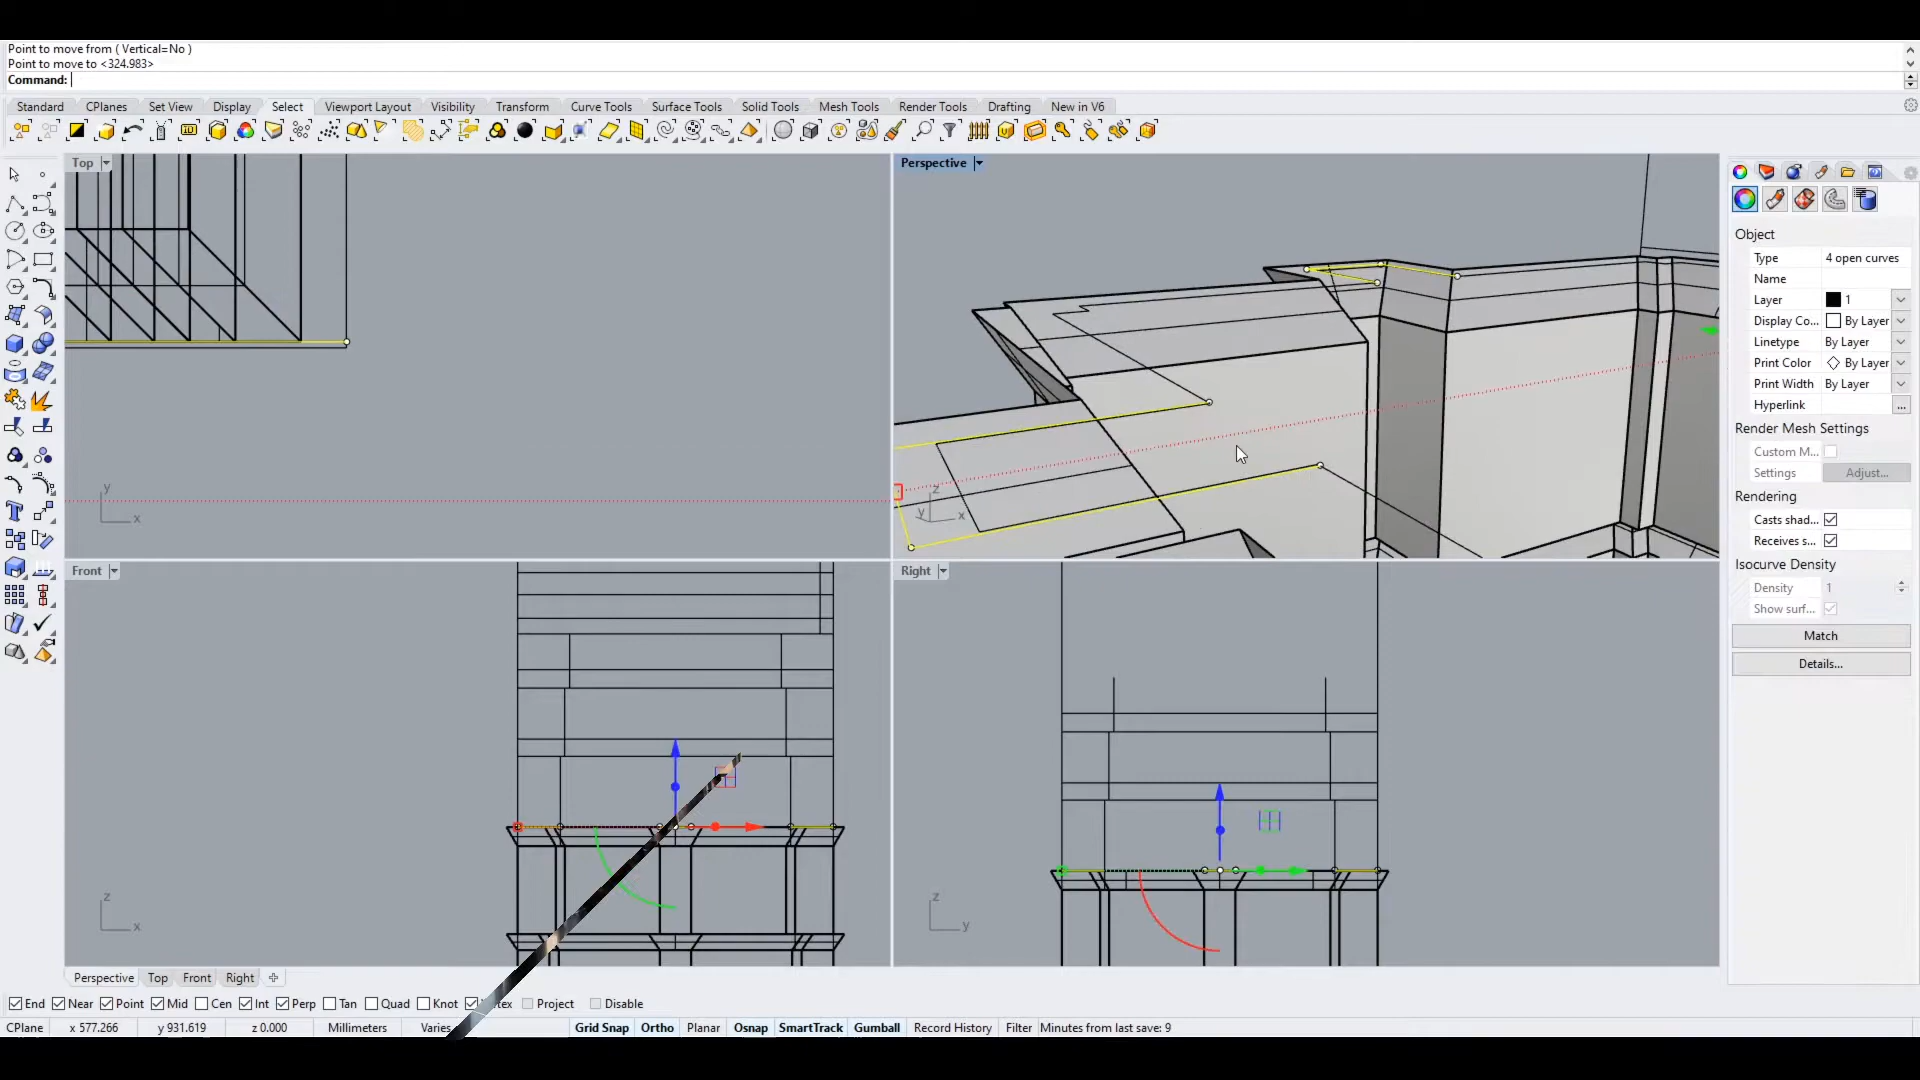 Point to move from ( Vertical=No )
Point to move to <324.983>
Command:
Standard CPlanes Set View Display Select Viewport Layout Visibility Transform Curve Tools Surface Tools Solid Tools Mesh Tools Render Tools Drafting New in V6
Top
Perspective
Object
Type 4 open curves
Name
Layer 1
Display Co... By Layer
Linetype By Layer
Print Color By Layer
Print Width By Layer
Hyperlink ...
Render Mesh Settings
Custom M...
Settings Adjust...
Rendering
Casts shad...
Receives s...
Isocurve Density
Density 1
Show surf...
Match
Details...
y
x
z
y
x
Front
Right
z
x
z
y
Perspective Top Front Right
End Near Point Mid Cen Int Perp Tan Quad Knot Project Disable
CPlane x 577.266 y 931.619 z 0.000 Millimeters Varies Grid Snap Ortho Planar Osnap SmartTrack Gumball Record History Filter Minutes from last save: 9